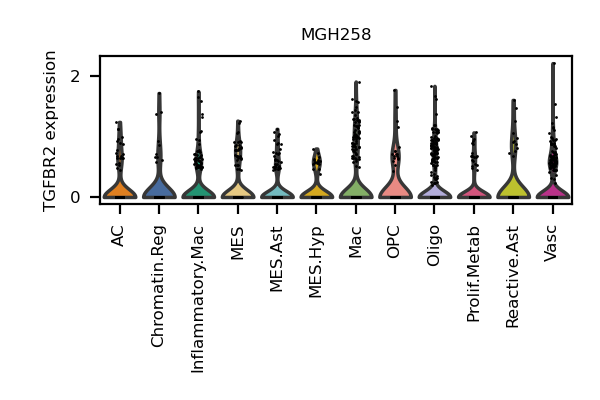 MGH258
TGFBR2 expression
2
0
AC
Chromatin.Reg
Inflammatory.Mac
MES
MES.Ast
MES.Hyp
Mac
OPC
Oligo
Prolif.Metab
Reactive.Ast
Vasc